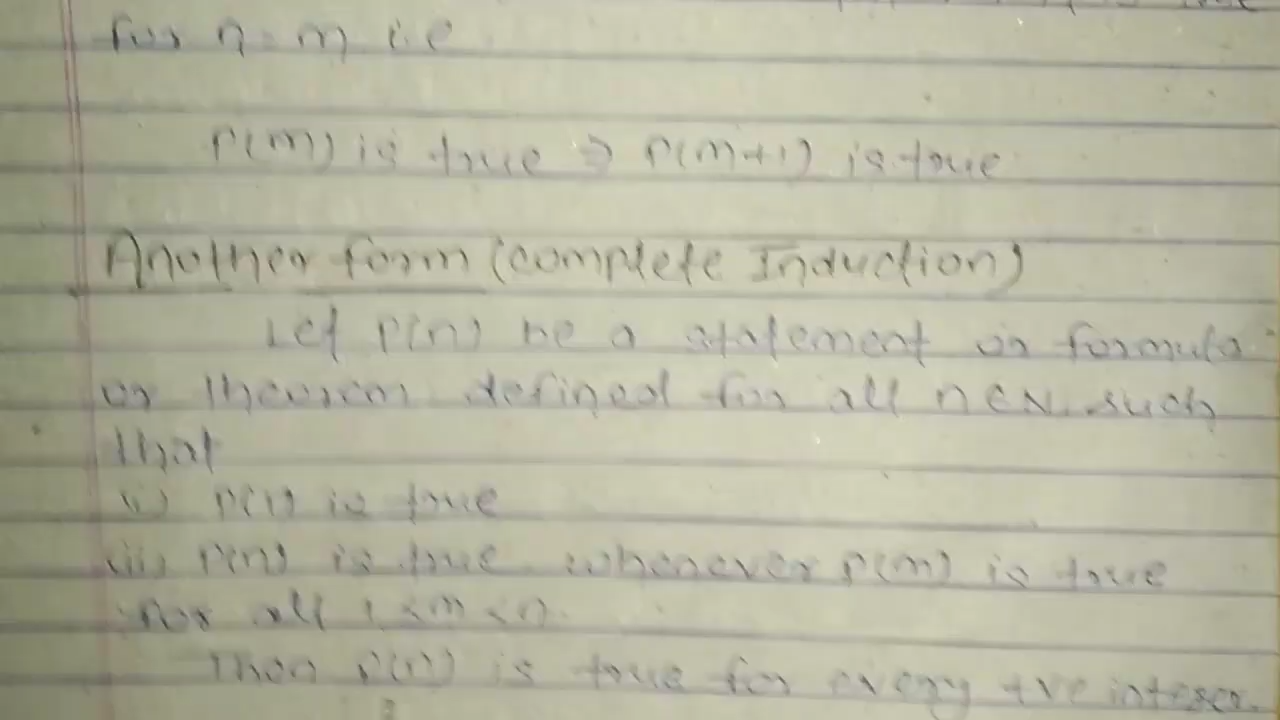 for n = m i.e
P(m) is true ⇒ P(m+1) is true
Another form (complete Induction)
Let P(n) be a statement or formula
or theorem defined for all n∈N. such
that
(i) P(1) is true
(ii) P(n) is true whenever P(m) is true
for all 1 ≤ m < n.
Then P(n) is true for every +ve integer.